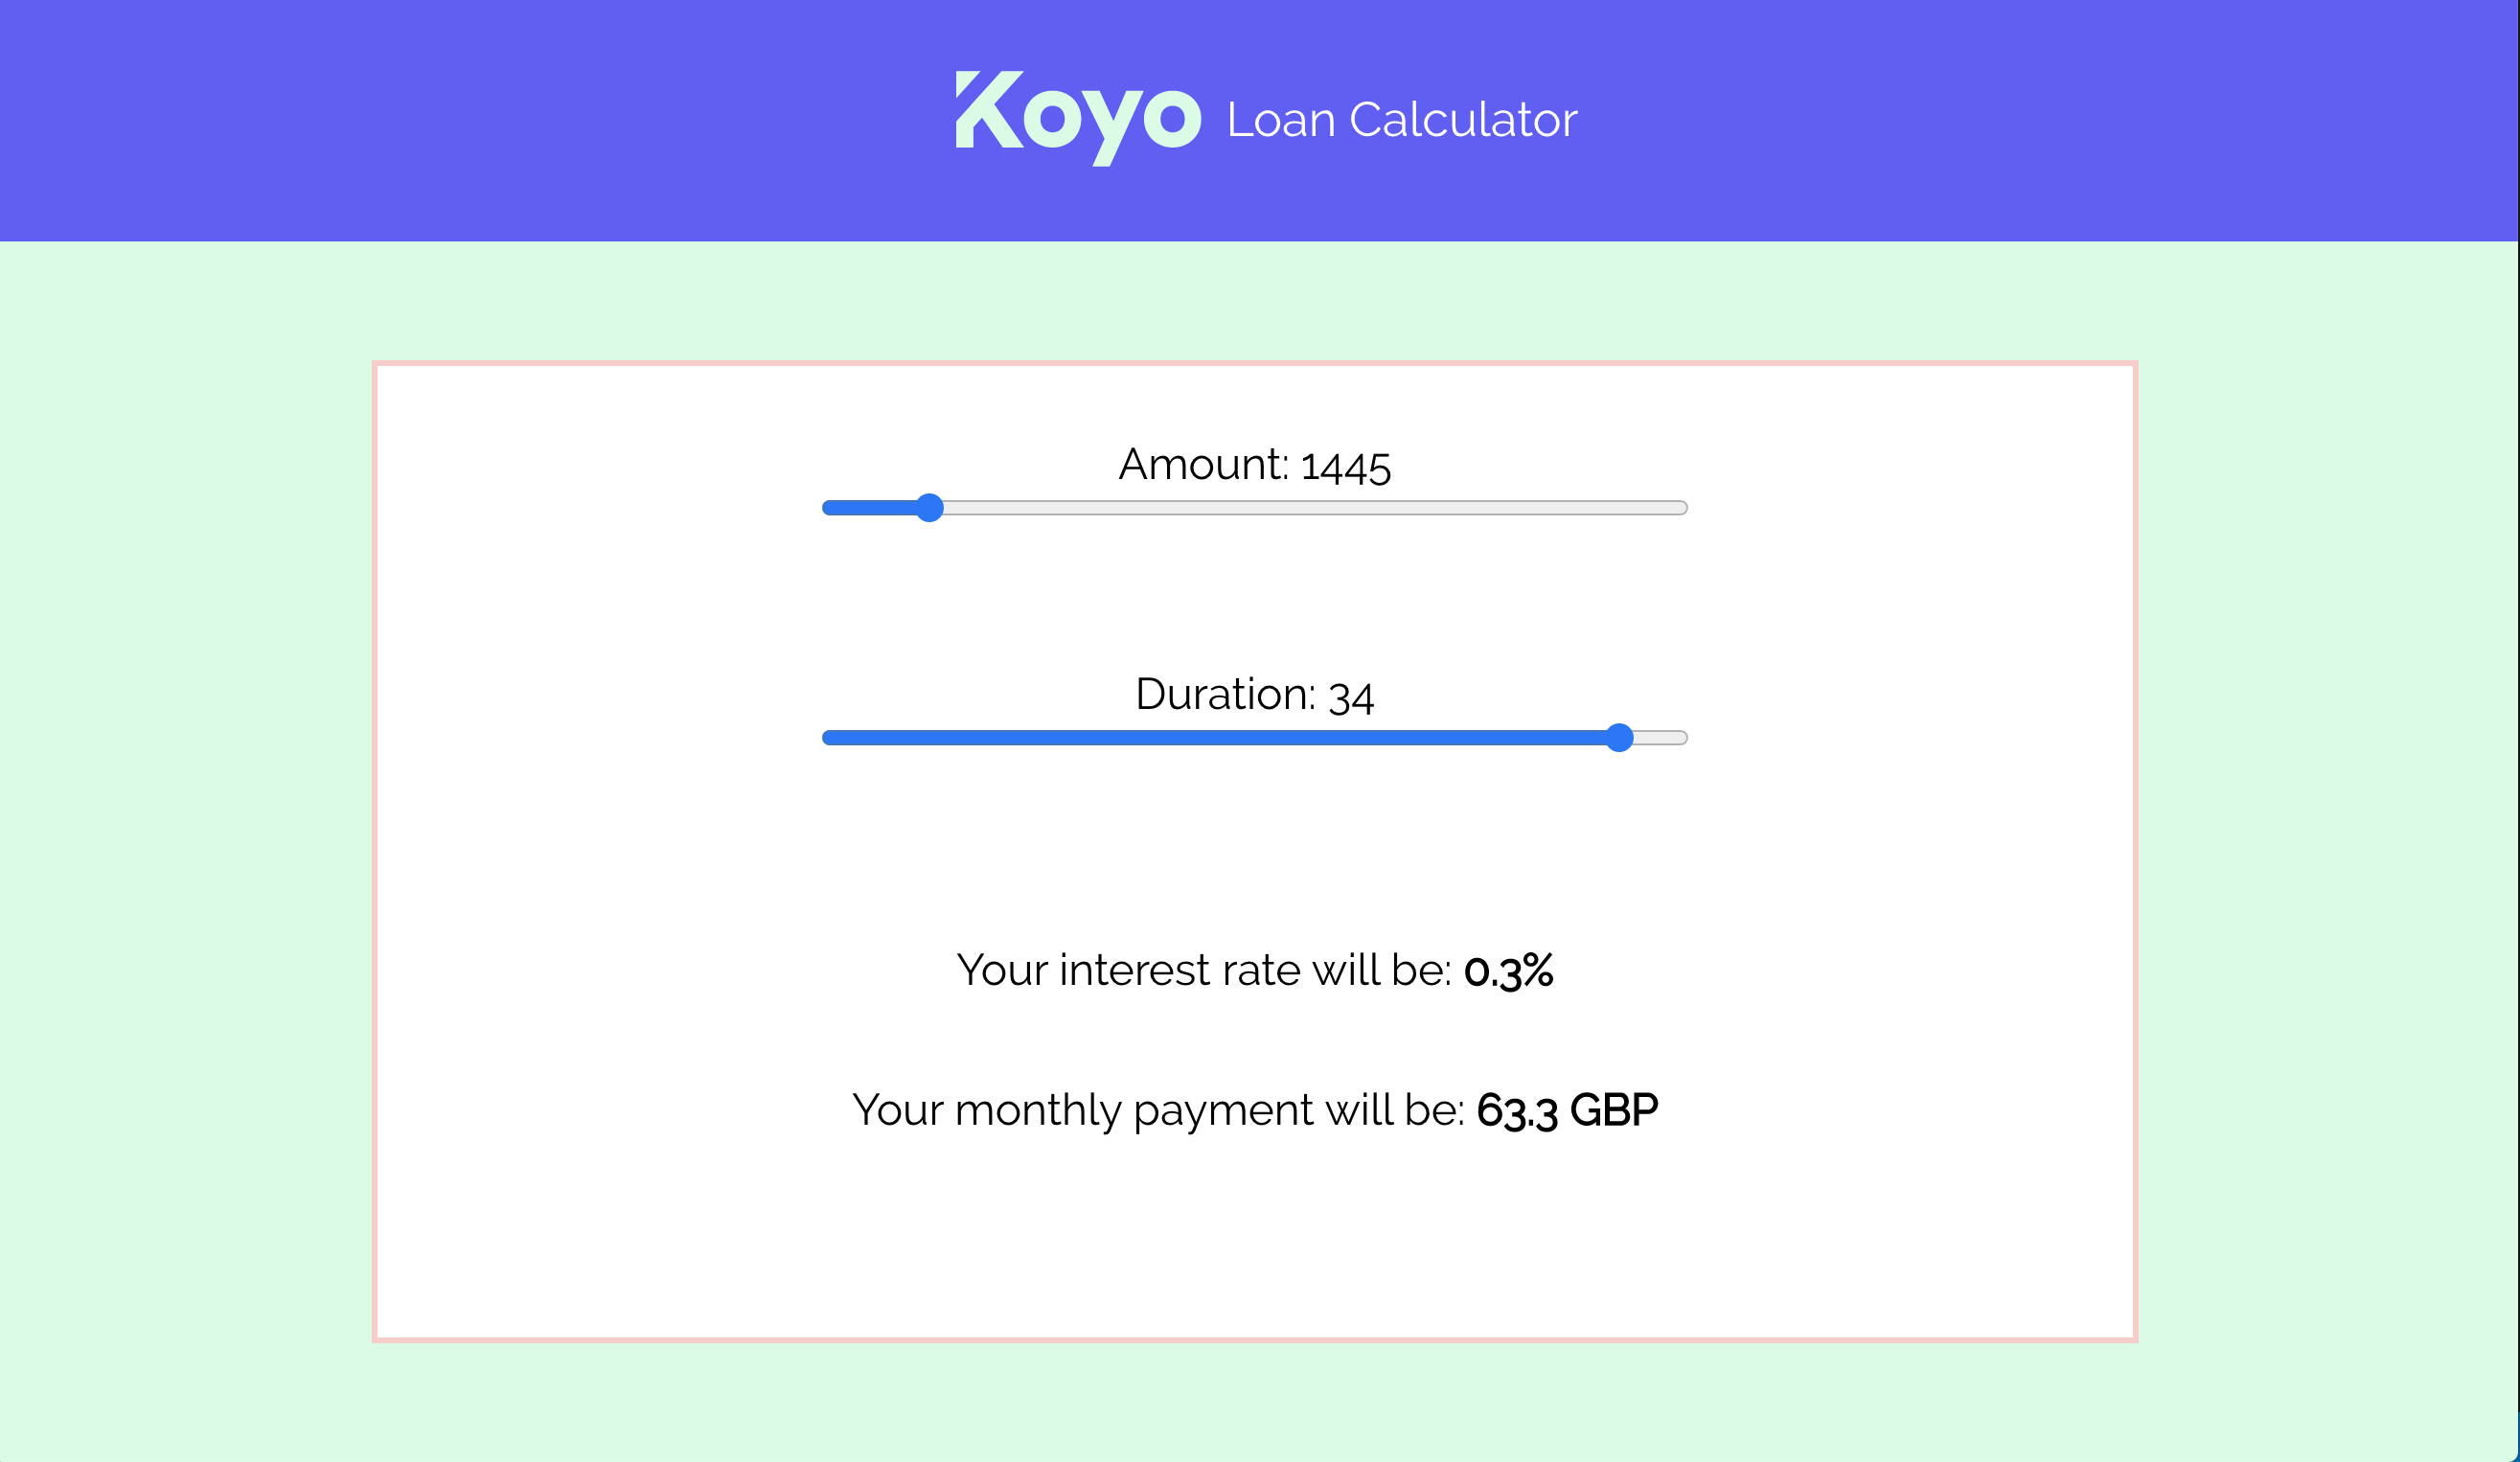 Koyo Loan Calculator
Amount: 1445
Duration: 34
Your interest rate will be: 0.3%
Your monthly payment will be: 63.3 GBP